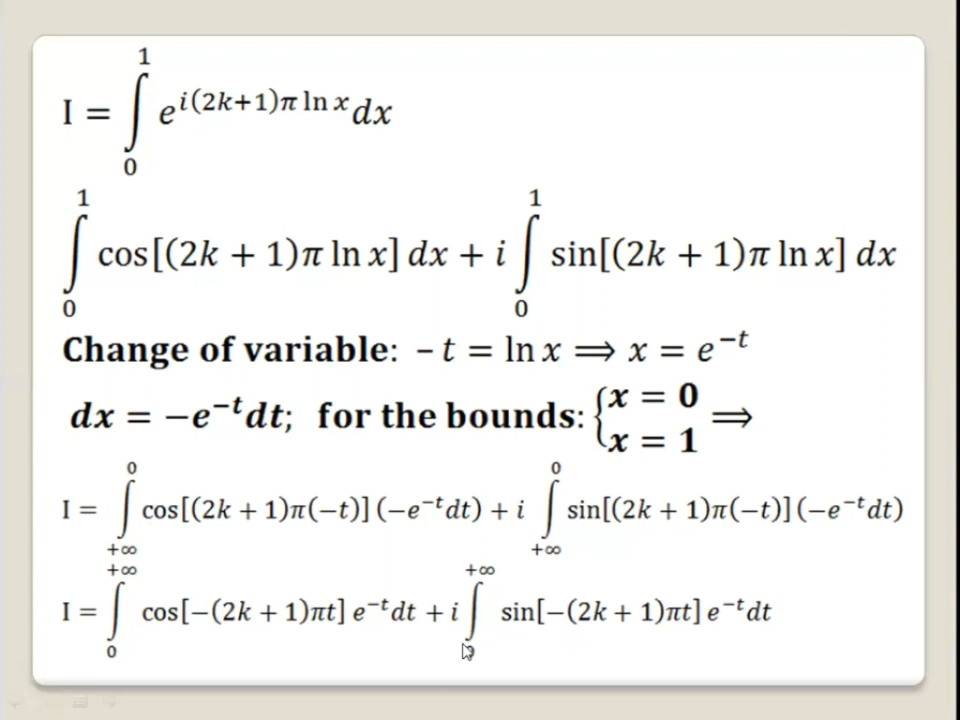 I = ∫₀¹ e^{i(2k+1)π ln x} dx
∫₀¹ cos[(2k + 1)π ln x] dx + i ∫₀¹ sin[(2k + 1)π ln x] dx
Change of variable: – t = ln x ⟹ x = e^{−t}
dx = −e^{−t}dt; for the bounds: {x = 0, x = 1 ⟹
I = ∫_{+∞}^{0} cos[(2k + 1)π(−t)] (−e^{−t}dt) + i ∫_{+∞}^{0} sin[(2k + 1)π(−t)] (−e^{−t}dt)
I = ∫_{0}^{+∞} cos[−(2k + 1)πt] e^{−t}dt + i ∫_{0}^{+∞} sin[−(2k + 1)πt] e^{−t}dt